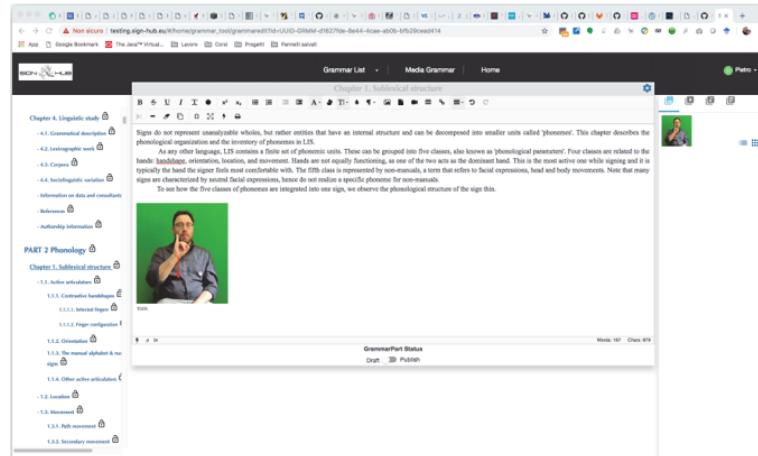 Non sicuro | testing.sign-hub.eu/#/home/grammar_tool/grammaredit?id=UUID-GRMM-d1627fde-8e44-4cae-ab0b-bfb29cead414
App Google Bookmark The Java™ Virtual... Lavoro Corsi Progetti Pannelli salvati
SIGN HUB
Grammar List Media Grammar Home
Pietro
Chapter 1. Sublexical structure
Chapter 4. Linguistic study
- 4.1. Grammatical description
- 4.2. Lexicographic work
- 4.3. Corpora
- 4.4. Sociolinguistic variation
- Information on data and consultants
- References
- Authorship information
PART 2 Phonology
Chapter 1. Sublexical structure
- 1.1. Active articulators
1.1.1. Contrastive handshapes
1.1.1.1. Selected fingers
1.1.1.2. Finger configuration
1.1.2. Orientation
1.1.3. The manual alphabet &
signs
1.1.4. Other active articulators
- 1.2. Location
- 1.3. Movement
1.3.1. Path movement
1.3.2. Secondary movement
Signs do not represent unanalyzable wholes, but rather entities that have an internal structure and can be decomposed into smaller units called 'phonemes'. This chapter describes the
phonological organization and the inventory of phonemes in LIS.
As any other language, LIS contains a finite set of phonemic units. These can be grouped into five classes, also known as 'phonological parameters'. Four classes are related to the
hands: handshape, orientation, location, and movement. Hands are not equally functioning, as one of the two acts as the dominant hand. This is the most active one while signing and it is
typically the hand the signer feels most comfortable with. The fifth class is represented by non-manuals, a term that refers to facial expressions, head and body movements. Note that many
signs are characterized by neutral facial expressions, hence do not realize a specific phoneme for non-manuals.
To see how the five classes of phonemes are integrated into one sign, we observe the phonological structure of the sign thin.
Words: 157 Chars: 979
GrammarPart Status
Draft Publish